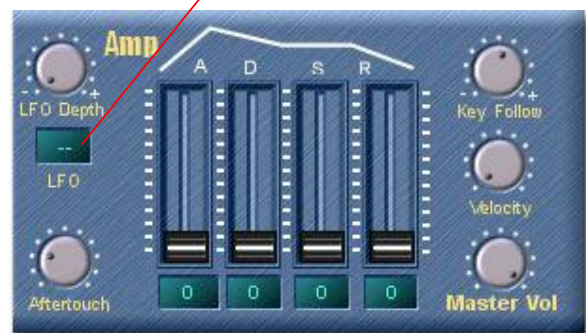 Amp
A D S R
- +
LFO Depth
- +
Key Follow
--
LFO
Velocity
Aftertouch
0 0 0 0
Master Vol